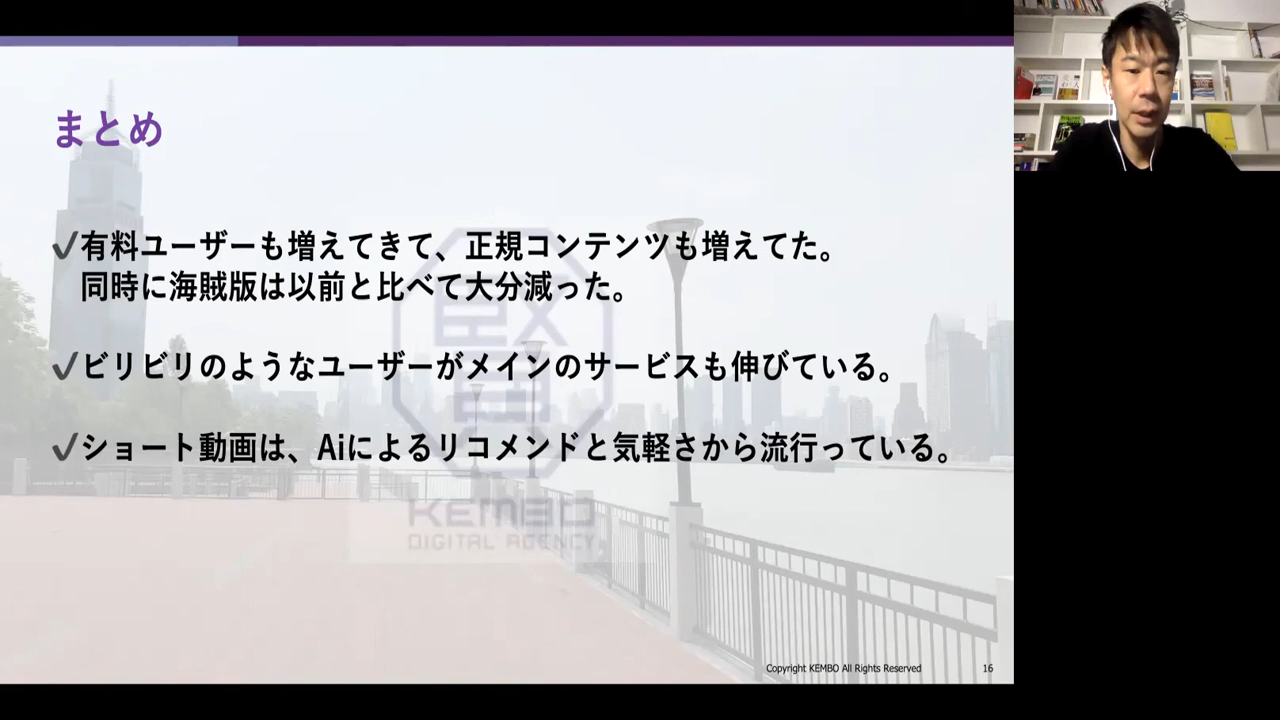 まとめ
✓有料ユーザーも増えてきて、正規コンテンツも増えてた。
同時に海賊版は以前と比べて大分減った。
✓ビリビリのようなユーザーがメインのサービスも伸びている。
✓ショート動画は、Aiによるリコメンドと気軽さから流行っている。
KEMBO
DIGITAL AGENCY
Copyright KEMBO All Rights Reserved
16